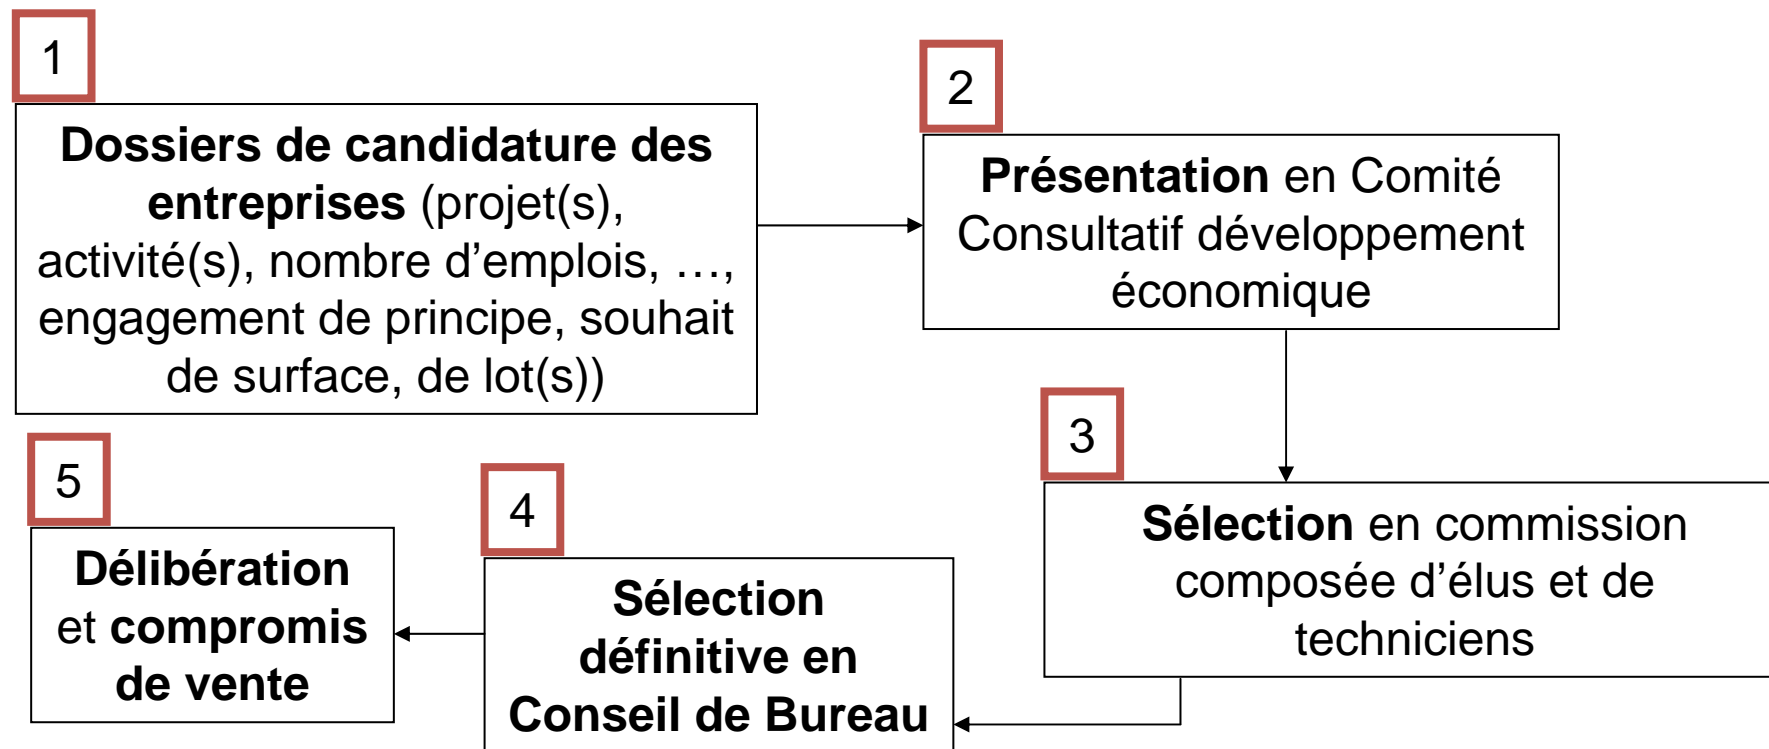 1
Dossiers de candidature des
entreprises (projet(s),
activité(s), nombre d’emplois, …,
engagement de principe, souhait
de surface, de lot(s))
2
Présentation en Comité
Consultatif développement
économique
3
Sélection en commission
composée d’élus et de
techniciens
4
Sélection
définitive en
Conseil de Bureau
5
Délibération
et compromis
de vente